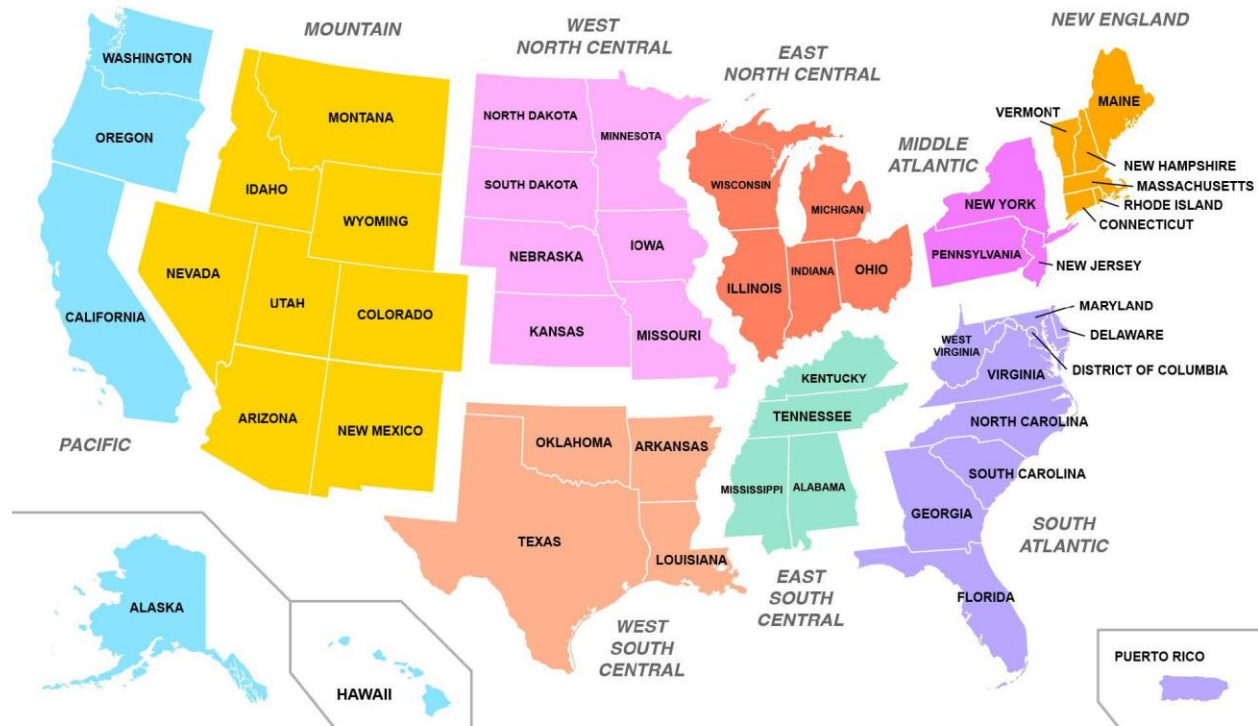 NEW ENGLAND
MOUNTAIN
WEST
NORTH CENTRAL
EAST
NORTH CENTRAL
WASHINGTON
OREGON
CALIFORNIA
PACIFIC
MONTANA
IDAHO
WYOMING
NEVADA
UTAH
COLORADO
ARIZONA
NEW MEXICO
NORTH DAKOTA
MINNESOTA
SOUTH DAKOTA
NEBRASKA
IOWA
KANSAS
MISSOURI
WISCONSIN
MICHIGAN
ILLINOIS
INDIANA
OHIO
MIDDLE
ATLANTIC
NEW YORK
PENNSYLVANIA
NEW JERSEY
MAINE
VERMONT
NEW HAMPSHIRE
MASSACHUSETTS
RHODE ISLAND
CONNECTICUT
MARYLAND
DELAWARE
DISTRICT OF COLUMBIA
WEST
VIRGINIA
VIRGINIA
NORTH CAROLINA
SOUTH CAROLINA
GEORGIA
FLORIDA
SOUTH
ATLANTIC
KENTUCKY
TENNESSEE
MISSISSIPPI
ALABAMA
EAST
SOUTH
CENTRAL
OKLAHOMA
ARKANSAS
TEXAS
LOUISIANA
WEST
SOUTH
CENTRAL
ALASKA
HAWAII
PUERTO RICO